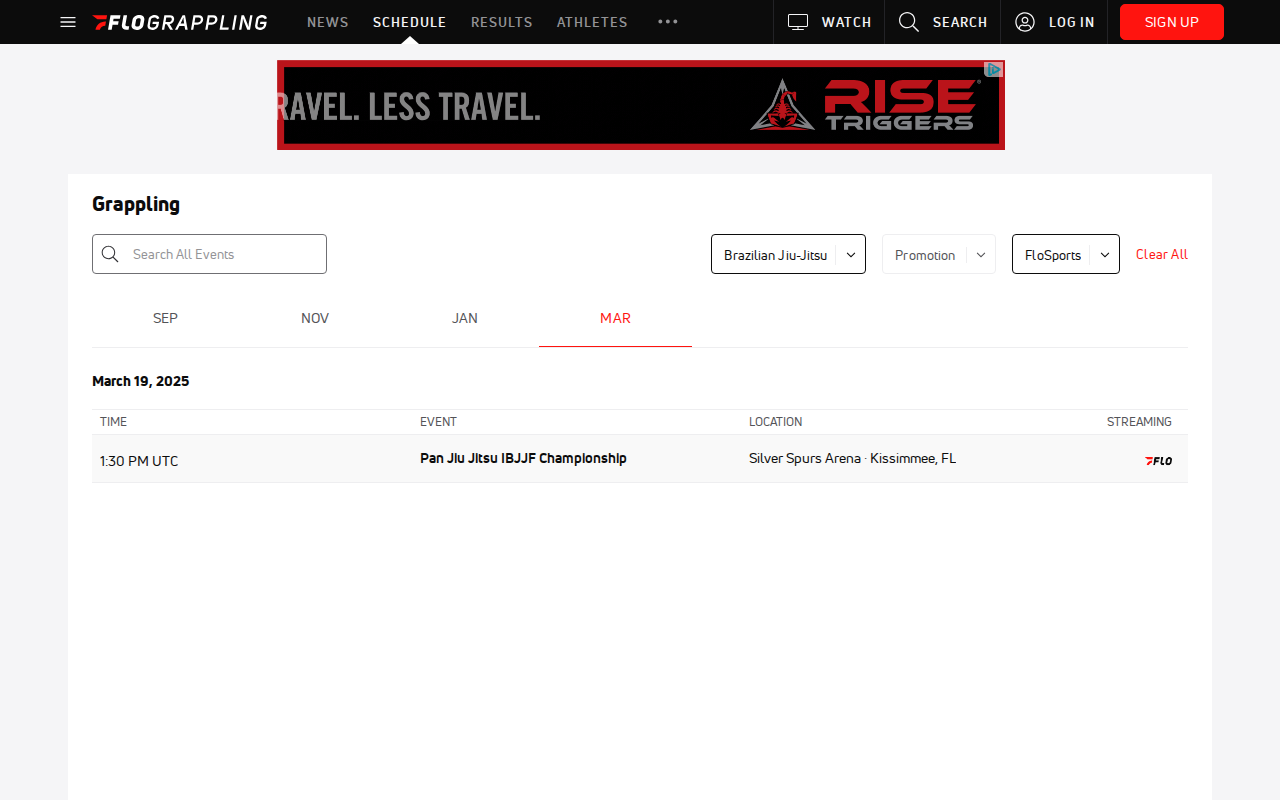 FLOGRAPPLING NEWS SCHEDULE RESULTS ATHLETES ••• WATCH SEARCH LOG IN SIGN UP
RAVEL. LESS TRAVEL. RISE TRIGGERS
Grappling
Search All Events Brazilian Jiu-Jitsu Promotion FloSports Clear All
SEP NOV JAN MAR
March 19, 2025
TIME EVENT LOCATION STREAMING
1:30 PM UTC Pan Jiu Jitsu IBJJF Championship Silver Spurs Arena · Kissimmee, FL FLO